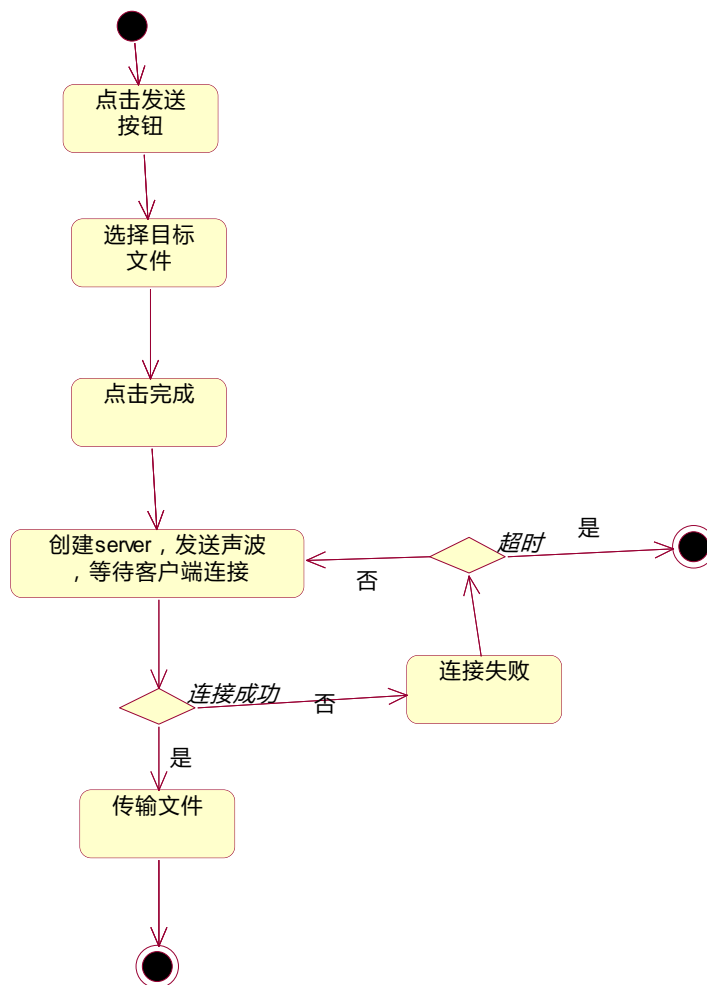 点击发送
按钮
选择目标
文件
点击完成
创建server，发送声波
，等待客户端连接
超时
是
否
连接失败
连接成功
否
是
传输文件